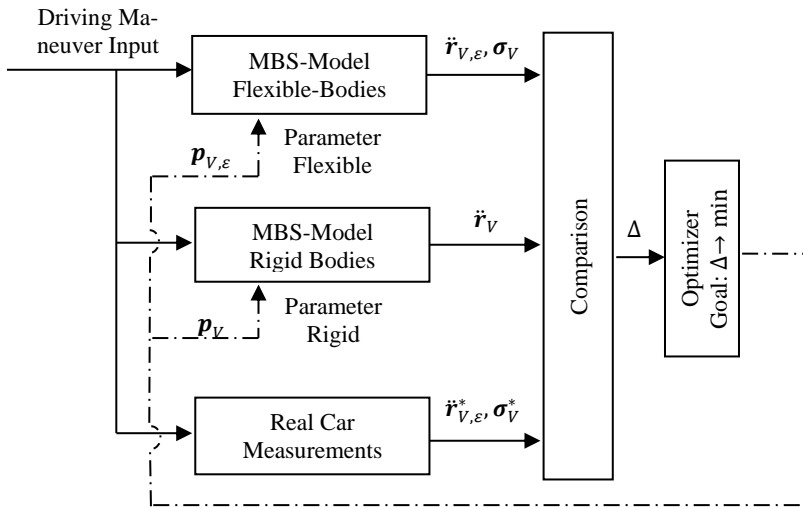 Driving Ma-
neuver Input
MBS-Model
Flexible-Bodies
r̈_{V,ε}, σ_V
p_{V,ε}
Parameter
Flexible
MBS-Model
Rigid Bodies
r̈_V
p_V
Parameter
Rigid
Real Car
Measurements
r̈*_{V,ε}, σ*_V
Comparison
Δ
Optimizer
Goal: Δ→ min